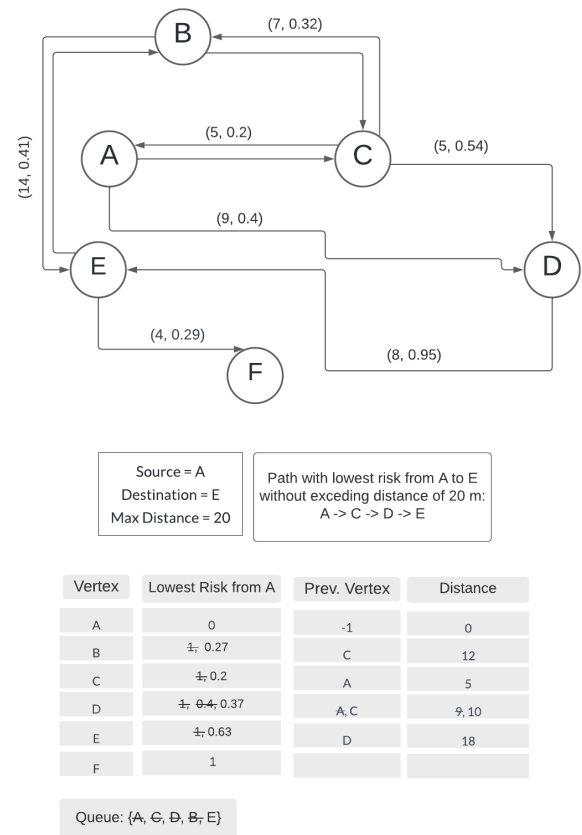 (7, 0.32)
B
(5, 0.2)
A
C
(5, 0.54)
(14, 0.41)
(9, 0.4)
E
D
(4, 0.29)
(8, 0.95)
F
Source = A
Destination = E
Max Distance = 20
Path with lowest risk from A to E
without exceding distance of 20 m:
A -> C -> D -> E
Vertex Lowest Risk from A Prev. Vertex Distance
A 0 -1 0
B 1, 0.27 C 12
C 1, 0.2 A 5
D 1, 0.4, 0.37 A, C 9, 10
E 1, 0.63 D 18
F 1
Queue: {A, C, D, B, E}